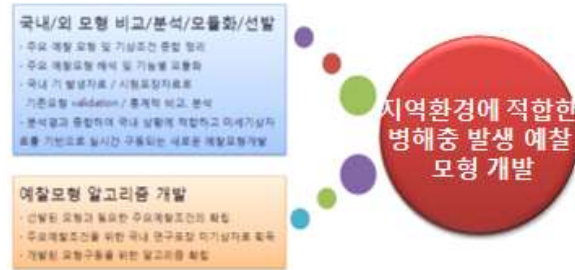 국내/외 모형 비교/분석/모듈화/선발
- 주요 예찰 모형 및 기상조건 종합 정리
- 주요 예찰모형 해석 및 기능별 모듈화
- 국내 기 발생자료 / 시험포장자료로
기존모형 validation / 통계적 비교, 분석
- 분석결과 종합하여 국내 상황에 적합하고 미세기상자
료를 기반으로 실시간 구동되는 새로운 예찰모형개발
지역환경에 적합한
병해충 발생 예찰
모형 개발
예찰모형 알고리즘 개발
- 선발된 모형과 필요한 주요예찰조건의 확립
- 주요예찰조건을 위한 국내 연구포장 미기상자료 획득
- 개발된 모형구동을 위한 알고리즘 확립